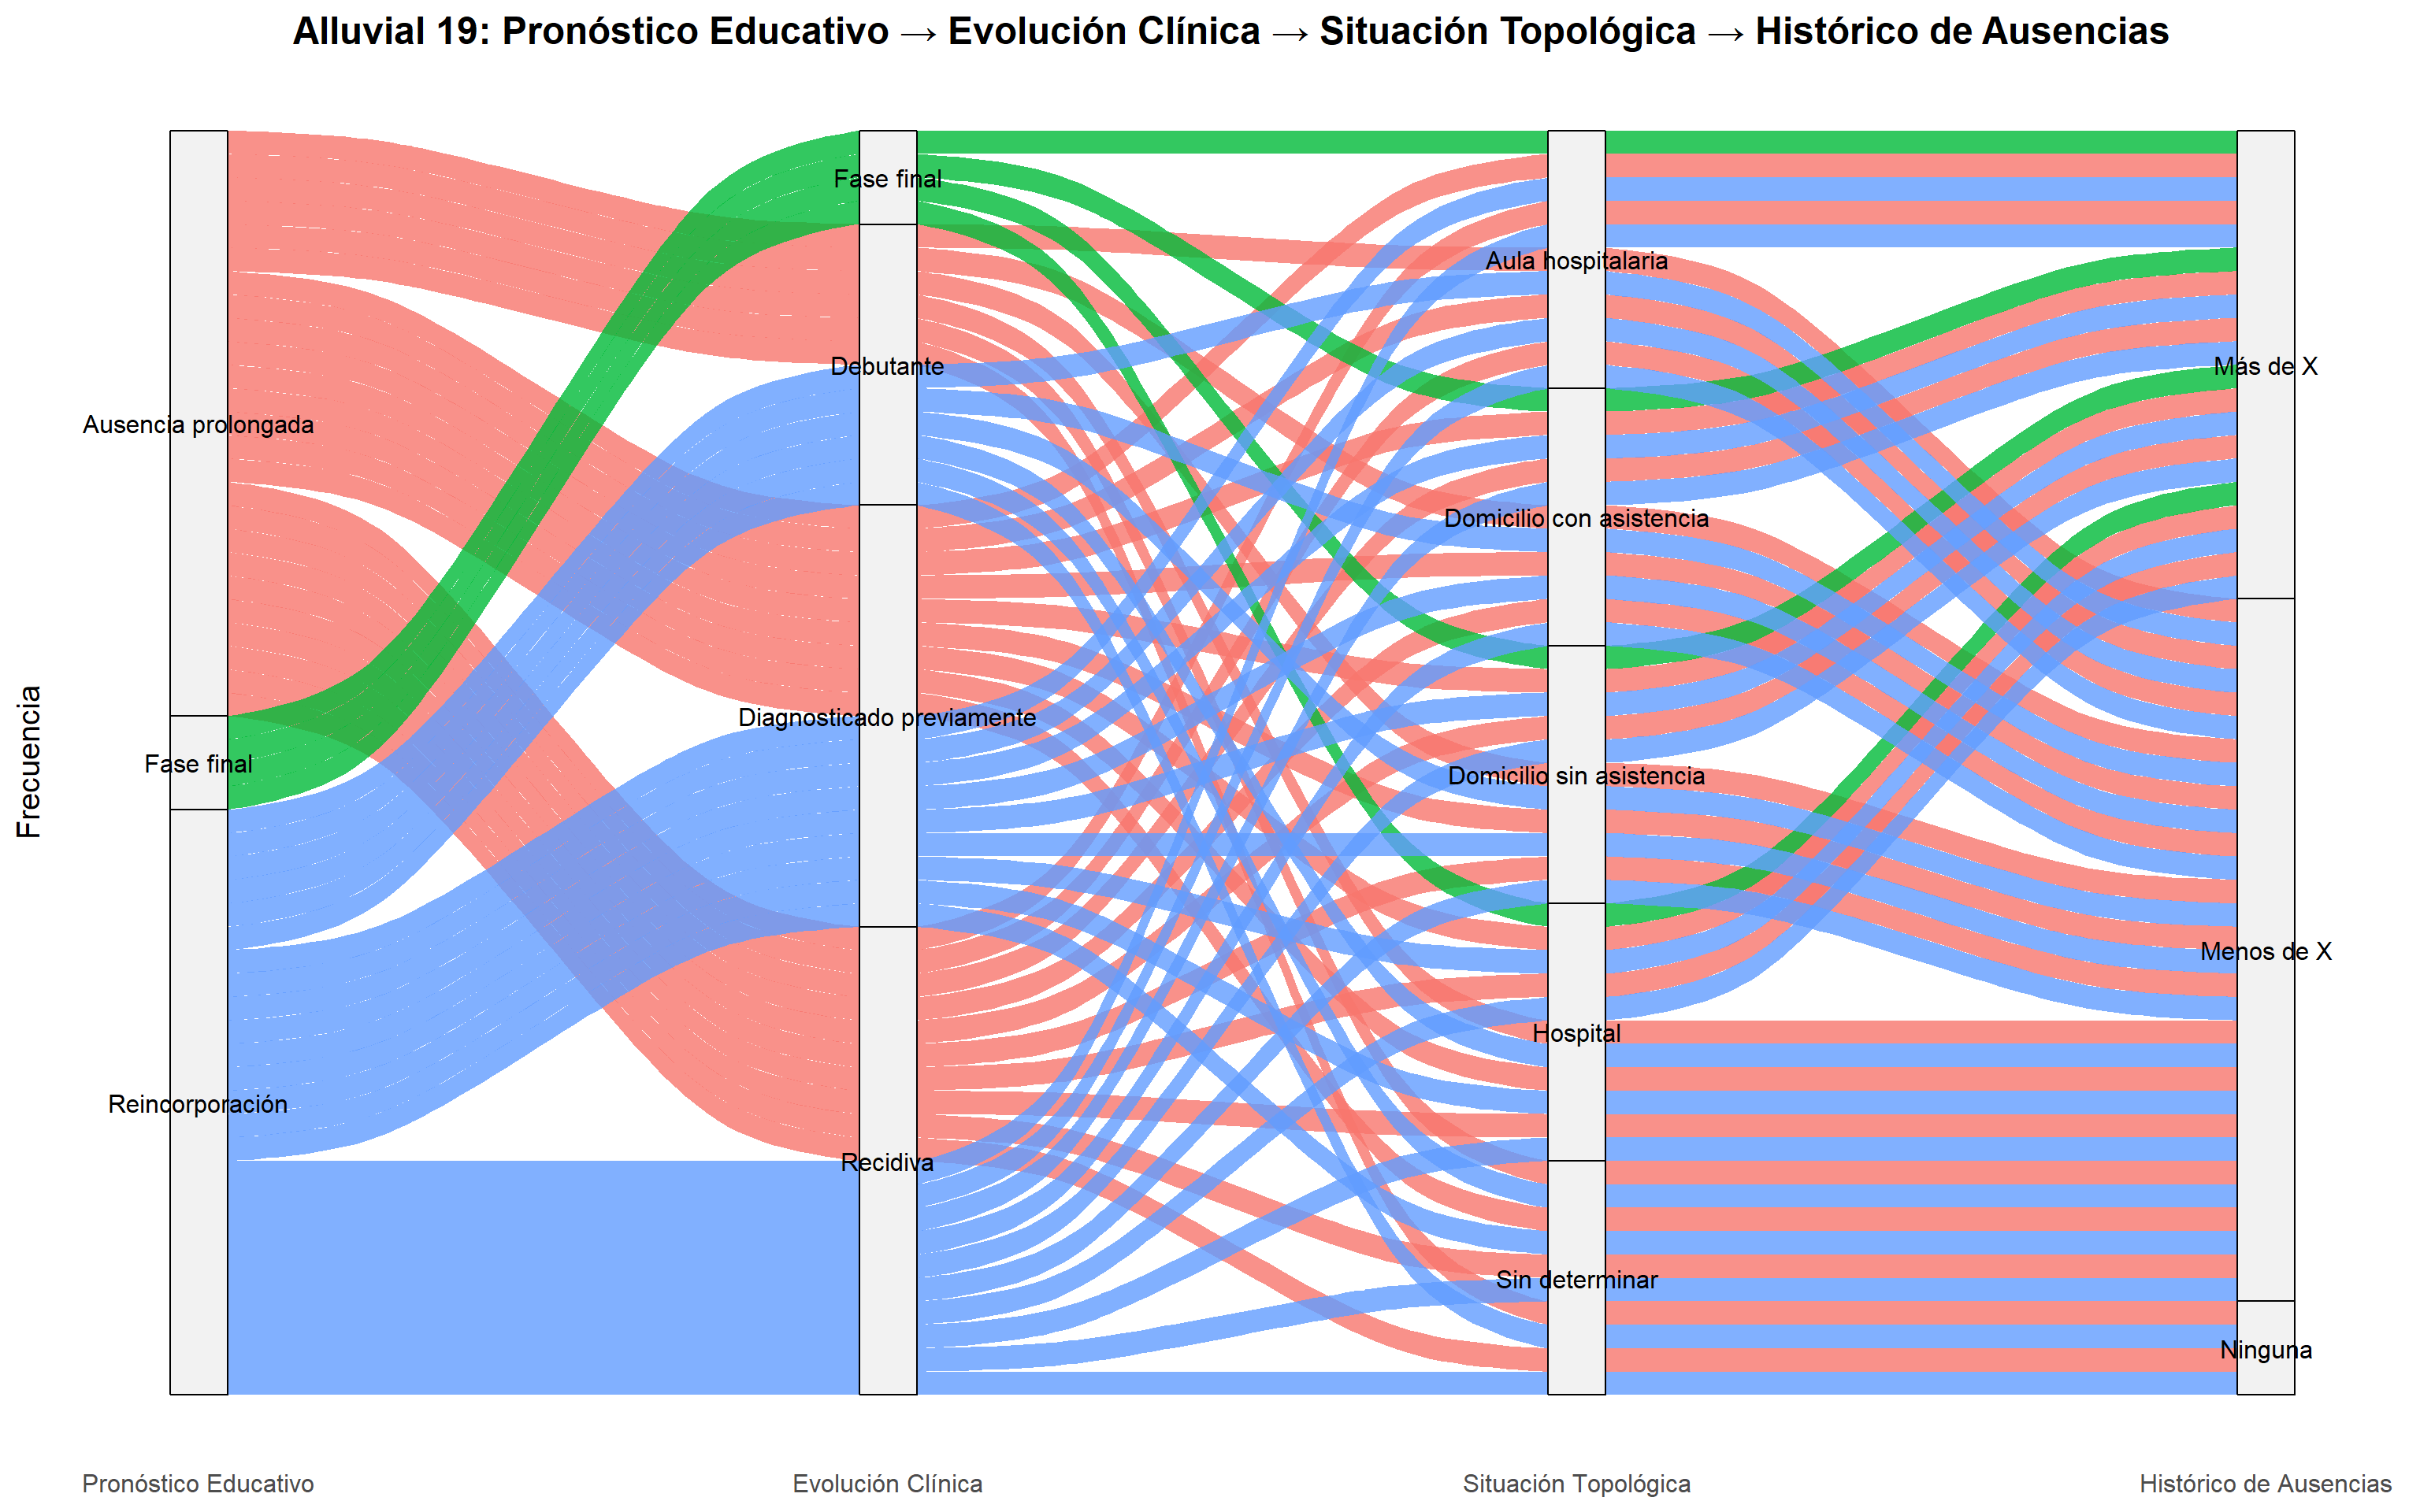 Alluvial 19: Pronóstico Educativo → Evolución Clínica → Situación Topológica → Histórico de Ausencias
Frecuencia
Ausencia prolongada
Fase final
Reincorporación
Fase final
Debutante
Diagnosticado previamente
Recidiva
Aula hospitalaria
Domicilio con asistencia
Domicilio sin asistencia
Hospital
Sin determinar
Más de X
Menos de X
Ninguna
Pronóstico Educativo
Evolución Clínica
Situación Topológica
Histórico de Ausencias